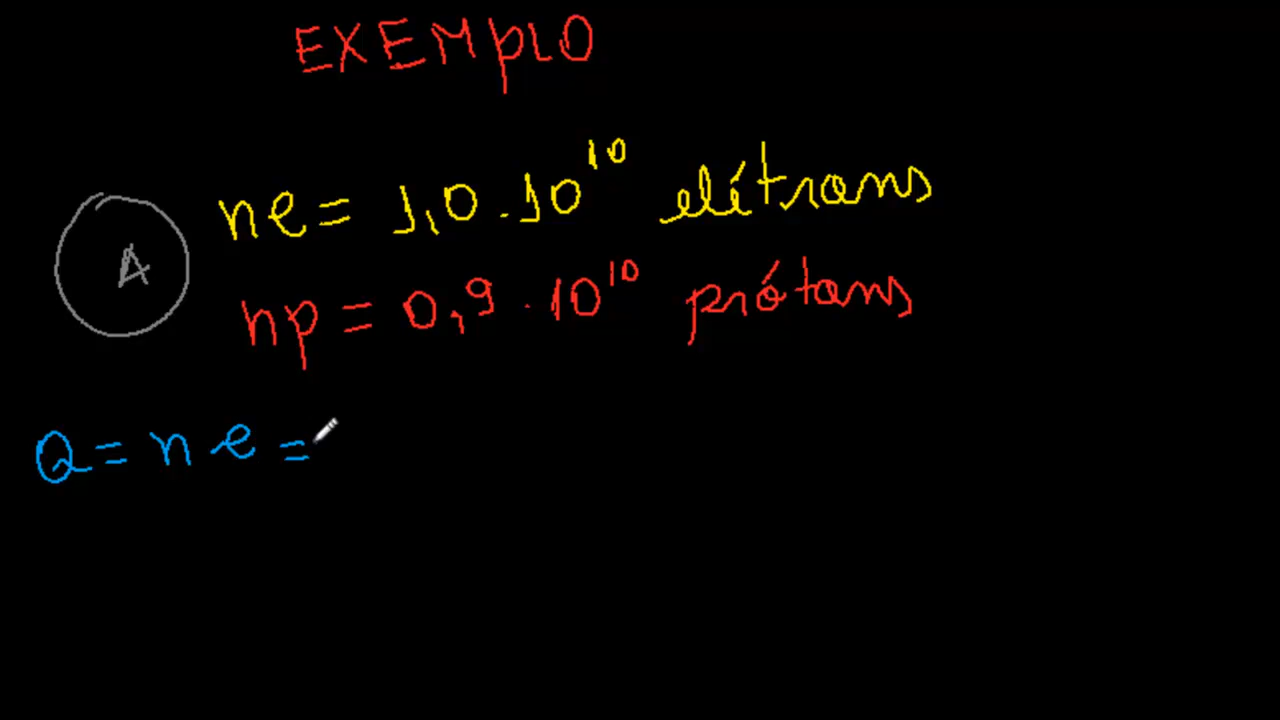 EXEMPLO
A
ne = 1,0 . 10¹⁰ elétrons
np = 0,9 . 10¹⁰ prótons
Q = n e =